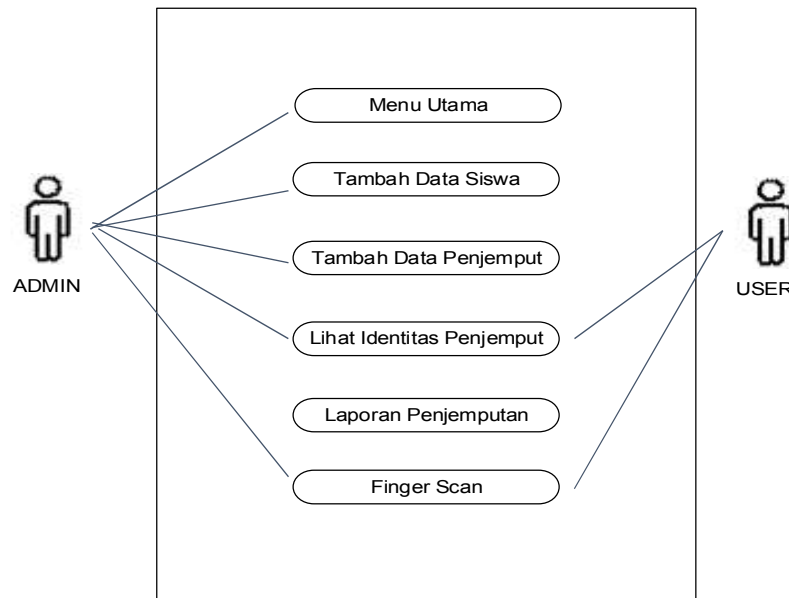 Menu Utama
Tambah Data Siswa
Tambah Data Penjemput
ADMIN
USER
Lihat Identitas Penjemput
Laporan Penjemputan
Finger Scan